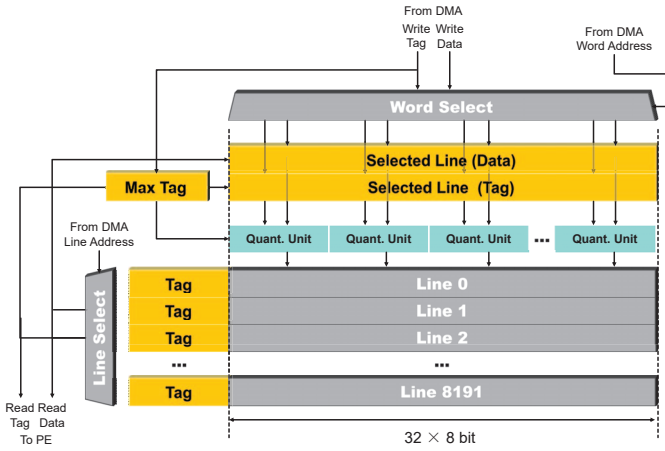 From DMA
Write Write
Tag Data
From DMA
Word Address
Word Select
Selected Line (Data)
Max Tag
Selected Line (Tag)
From DMA
Line Address
Quant. Unit Quant. Unit Quant. Unit ... Quant. Unit
Line Select
Tag Line 0
Tag Line 1
Tag Line 2
... ...
Tag Line 8191
Read Read
Tag Data
To PE
32 × 8 bit